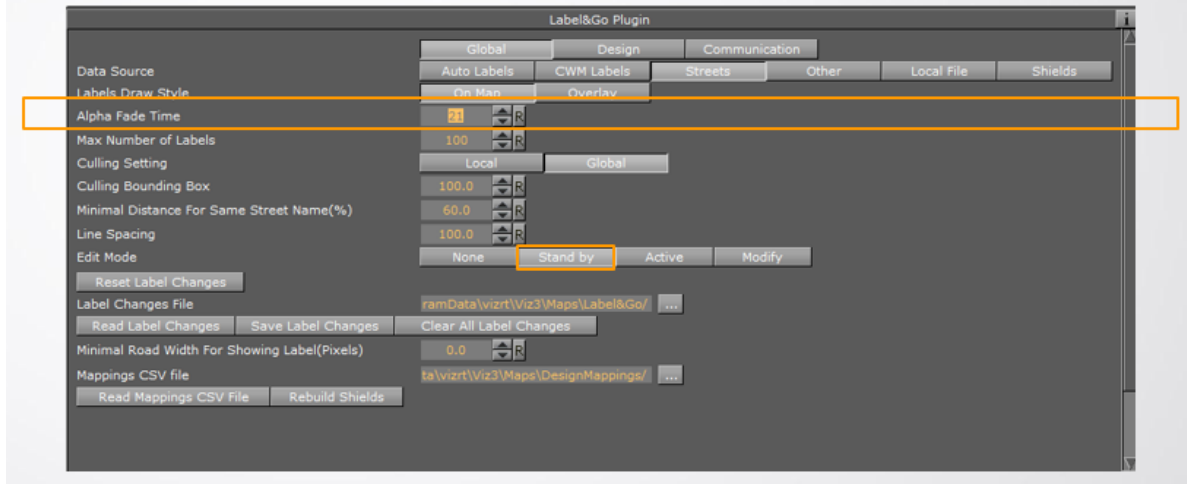 Label&Go Plugin i
Global Design Communication
Data Source Auto Labels CWM Labels Streets Other Local File Shields
Labels Draw Style On Map Overlay
Alpha Fade Time 21 R
Max Number of Labels 100 R
Culling Setting Local Global
Culling Bounding Box 100.0 R
Minimal Distance For Same Street Name(%) 60.0 R
Line Spacing 100.0 R
Edit Mode None Stand by Active Modify
Reset Label Changes
Label Changes File ramData\vizrt\Viz3\Maps\Label&Go/ ...
Read Label Changes Save Label Changes Clear All Label Changes
Minimal Road Width For Showing Label(Pixels) 0.0 R
Mappings CSV file ta\vizrt\Viz3\Maps\DesignMappings/ ...
Read Mappings CSV File Rebuild Shields